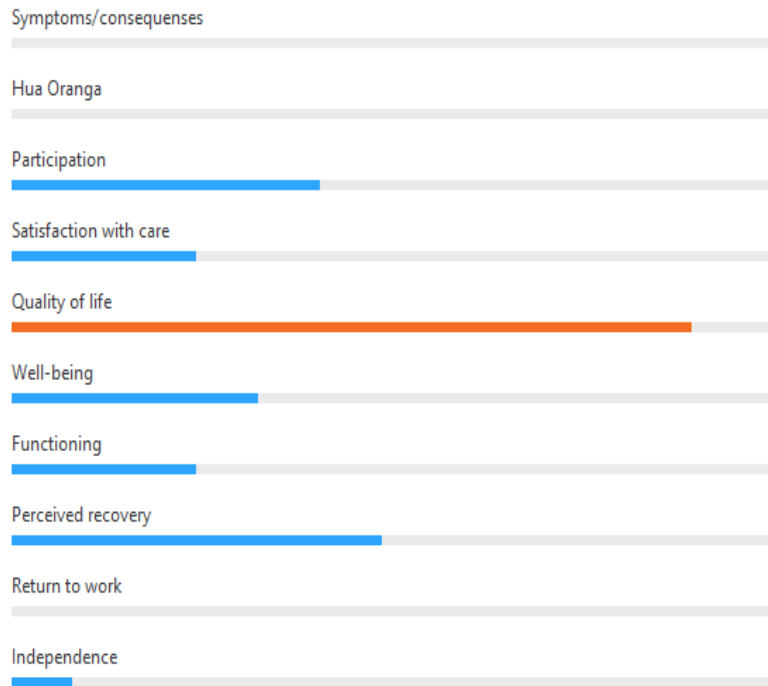 Symptoms/consequenses
Hua Oranga
Participation
Satisfaction with care
Quality of life
Well-being
Functioning
Perceived recovery
Return to work
Independence